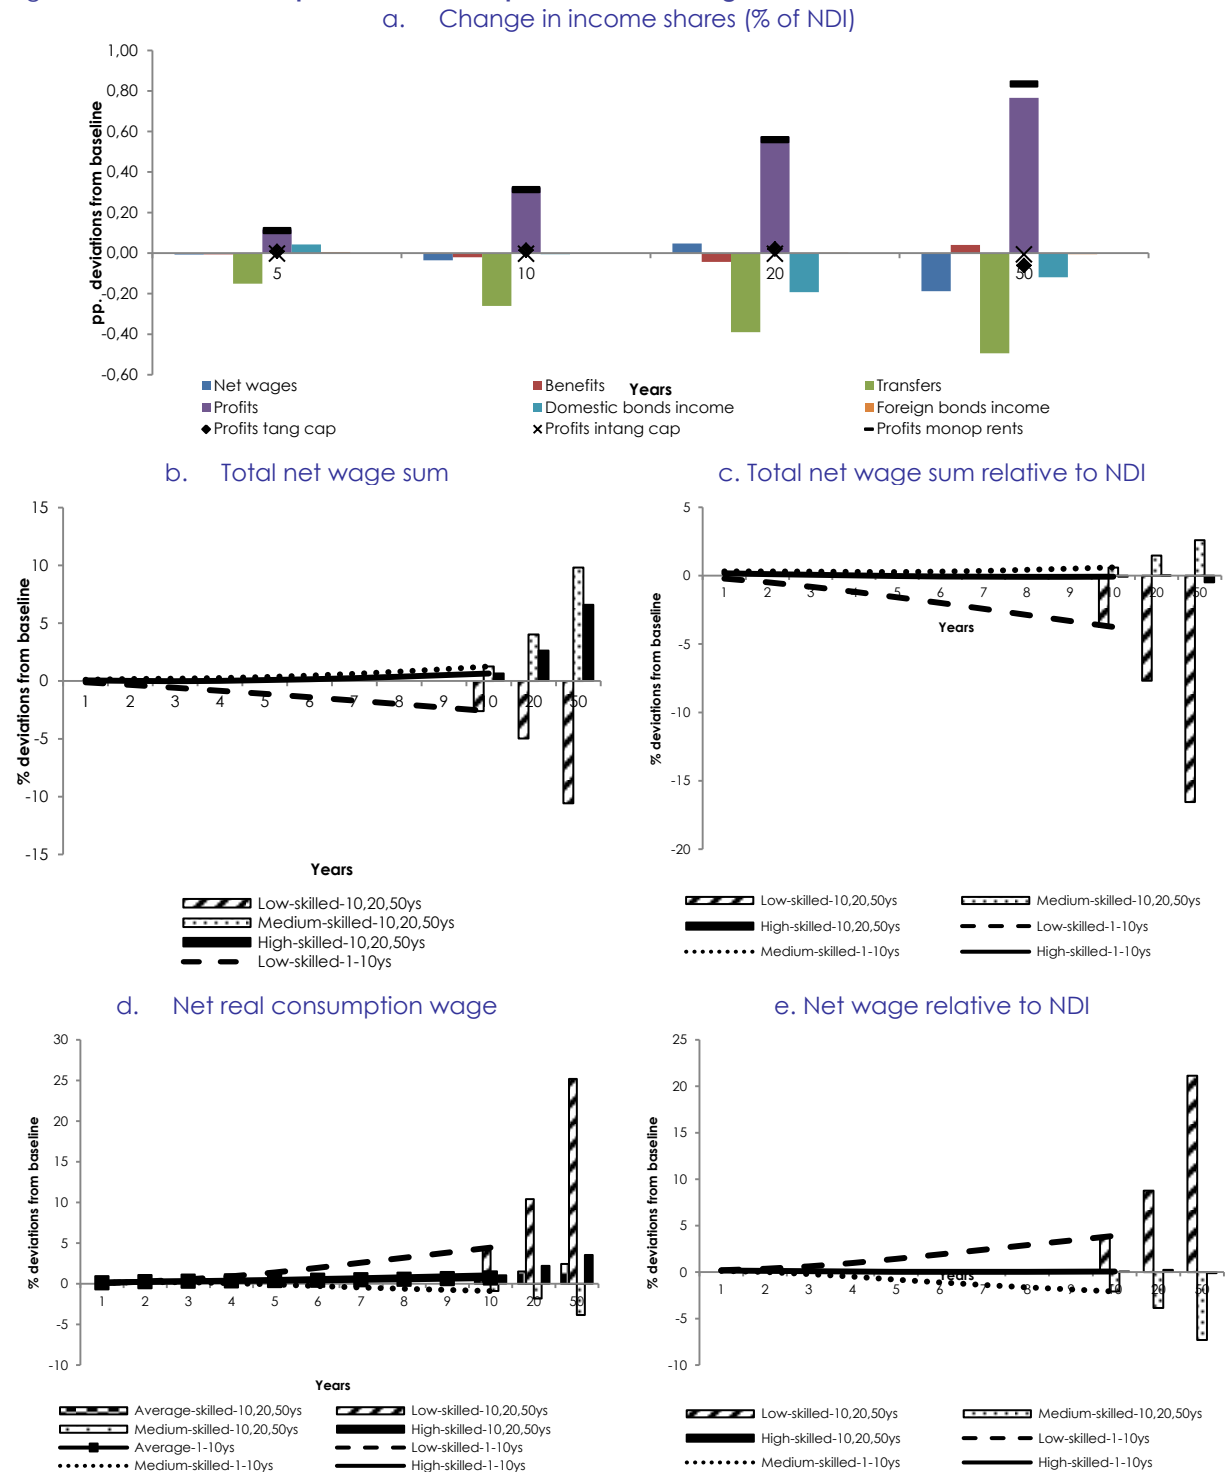 a. Change in income shares (% of NDI)
1,00
0,80
0,60
0,40
0,20
0,00
-0,20
-0,40
-0,60
pp. deviations from baseline
5 10 20 50
Years
Net wages Benefits Transfers
Profits Domestic bonds income Foreign bonds income
Profits tang cap Profits intang cap Profits monop rents
b. Total net wage sum
15
10
5
0
-5
-10
-15
% deviations from baseline
1 2 3 4 5 6 7 8 9 10 20 50
Years
Low-skilled-10,20,50ys
Medium-skilled-10,20,50ys
High-skilled-10,20,50ys
Low-skilled-1-10ys
c. Total net wage sum relative to NDI
5
0
-5
-10
-15
-20
% deviations from baseline
1 2 3 4 5 6 7 8 9 10 20 50
Years
Low-skilled-10,20,50ys Medium-skilled-10,20,50ys
High-skilled-10,20,50ys Low-skilled-1-10ys
Medium-skilled-1-10ys High-skilled-1-10ys
d. Net real consumption wage
30
25
20
15
10
5
0
-5
-10
% deviations from baseline
1 2 3 4 5 6 7 8 9 10 20 50
Years
Average-skilled-10,20,50ys Low-skilled-10,20,50ys
Medium-skilled-10,20,50ys High-skilled-10,20,50ys
Average-1-10ys Low-skilled-1-10ys
Medium-skilled-1-10ys High-skilled-1-10ys
e. Net wage relative to NDI
25
20
15
10
5
0
-5
-10
% deviations from baseline
1 2 3 4 5 6 7 8 9 10 20 50
Years
Low-skilled-10,20,50ys Medium-skilled-10,20,50ys
High-skilled-10,20,50ys Low-skilled-1-10ys
Medium-skilled-1-10ys High-skilled-1-10ys